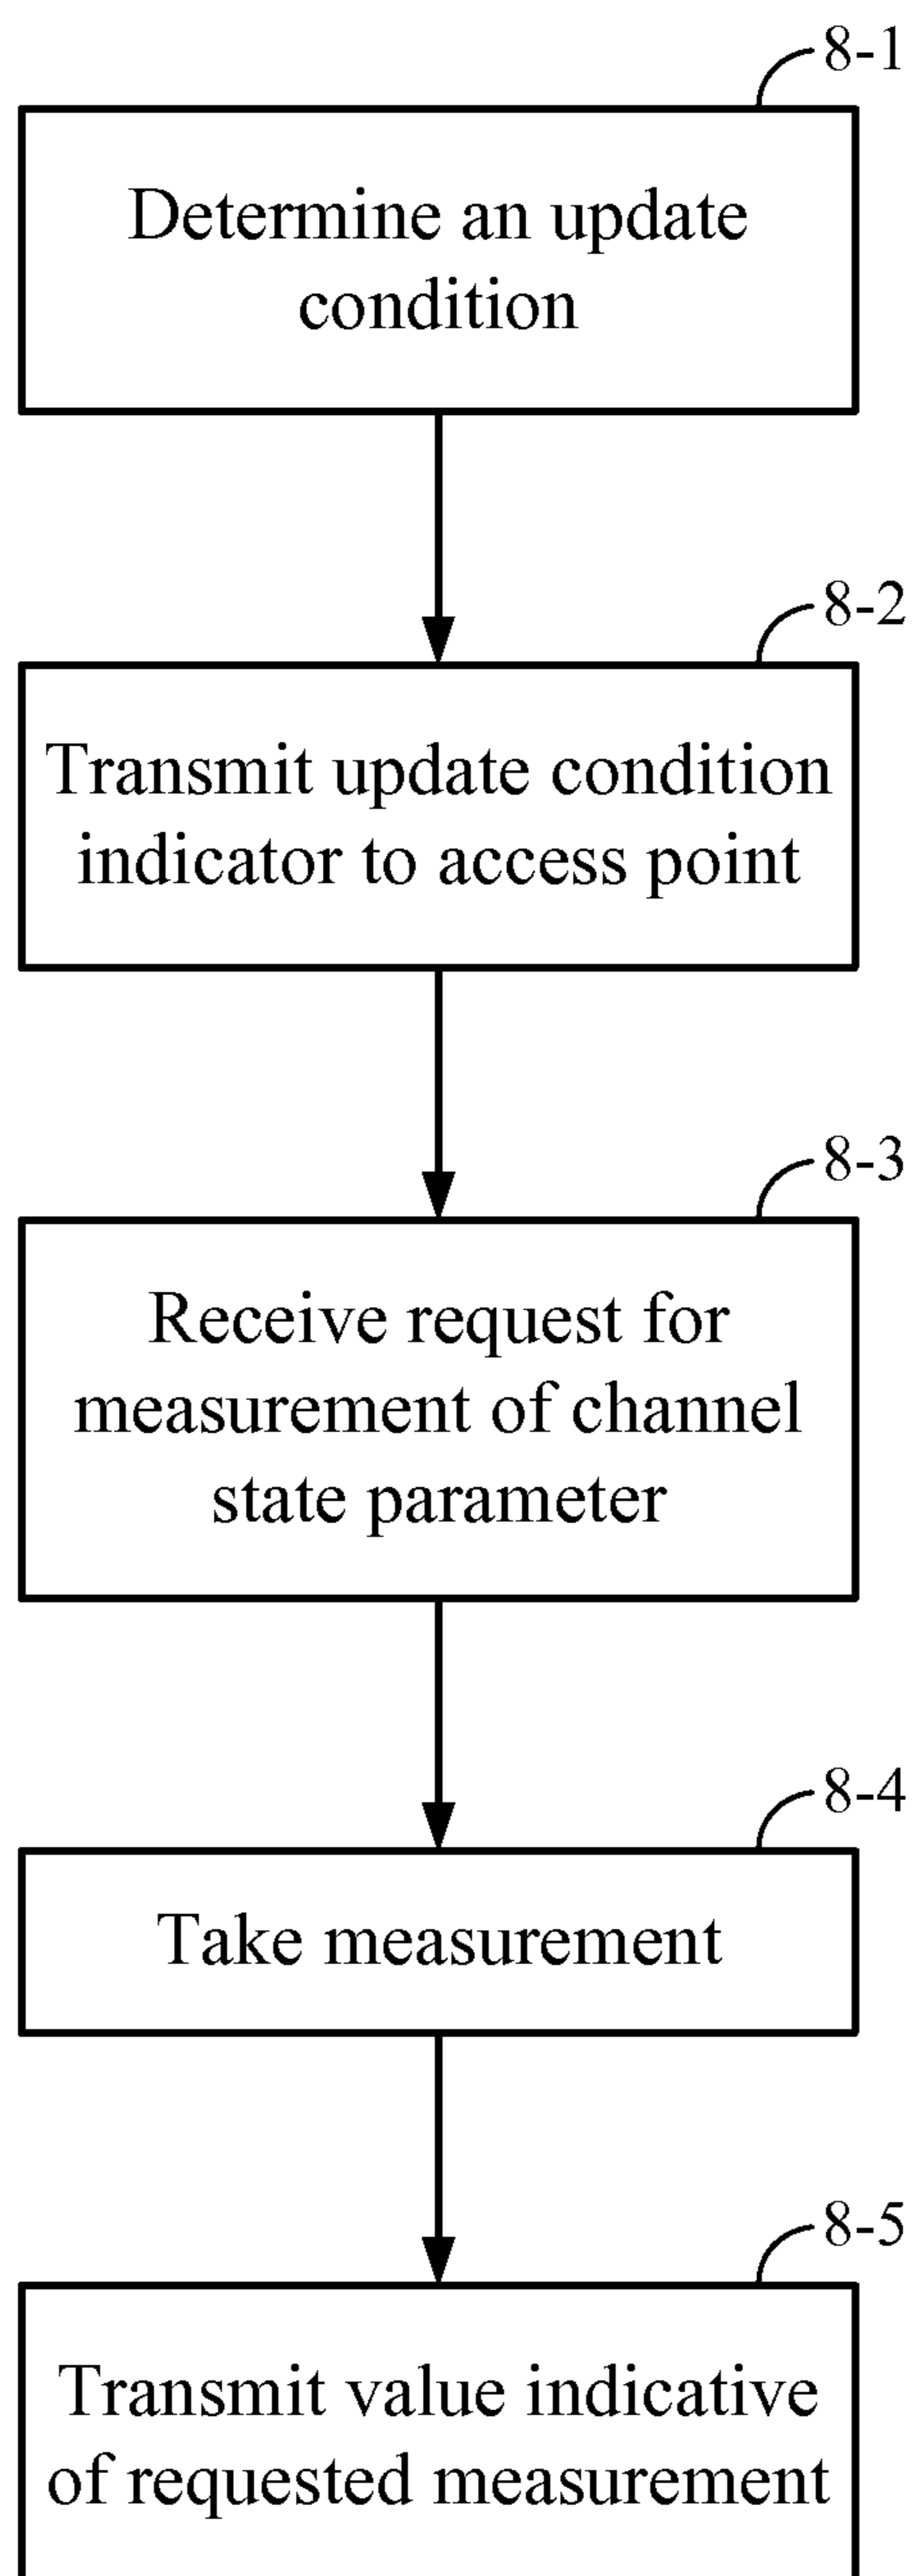 8-1
Determine an update
condition
8-2
Transmit update condition
indicator to access point
8-3
Receive request for
measurement of channel
state parameter
8-4
Take measurement
8-5
Transmit value indicative
of requested measurement